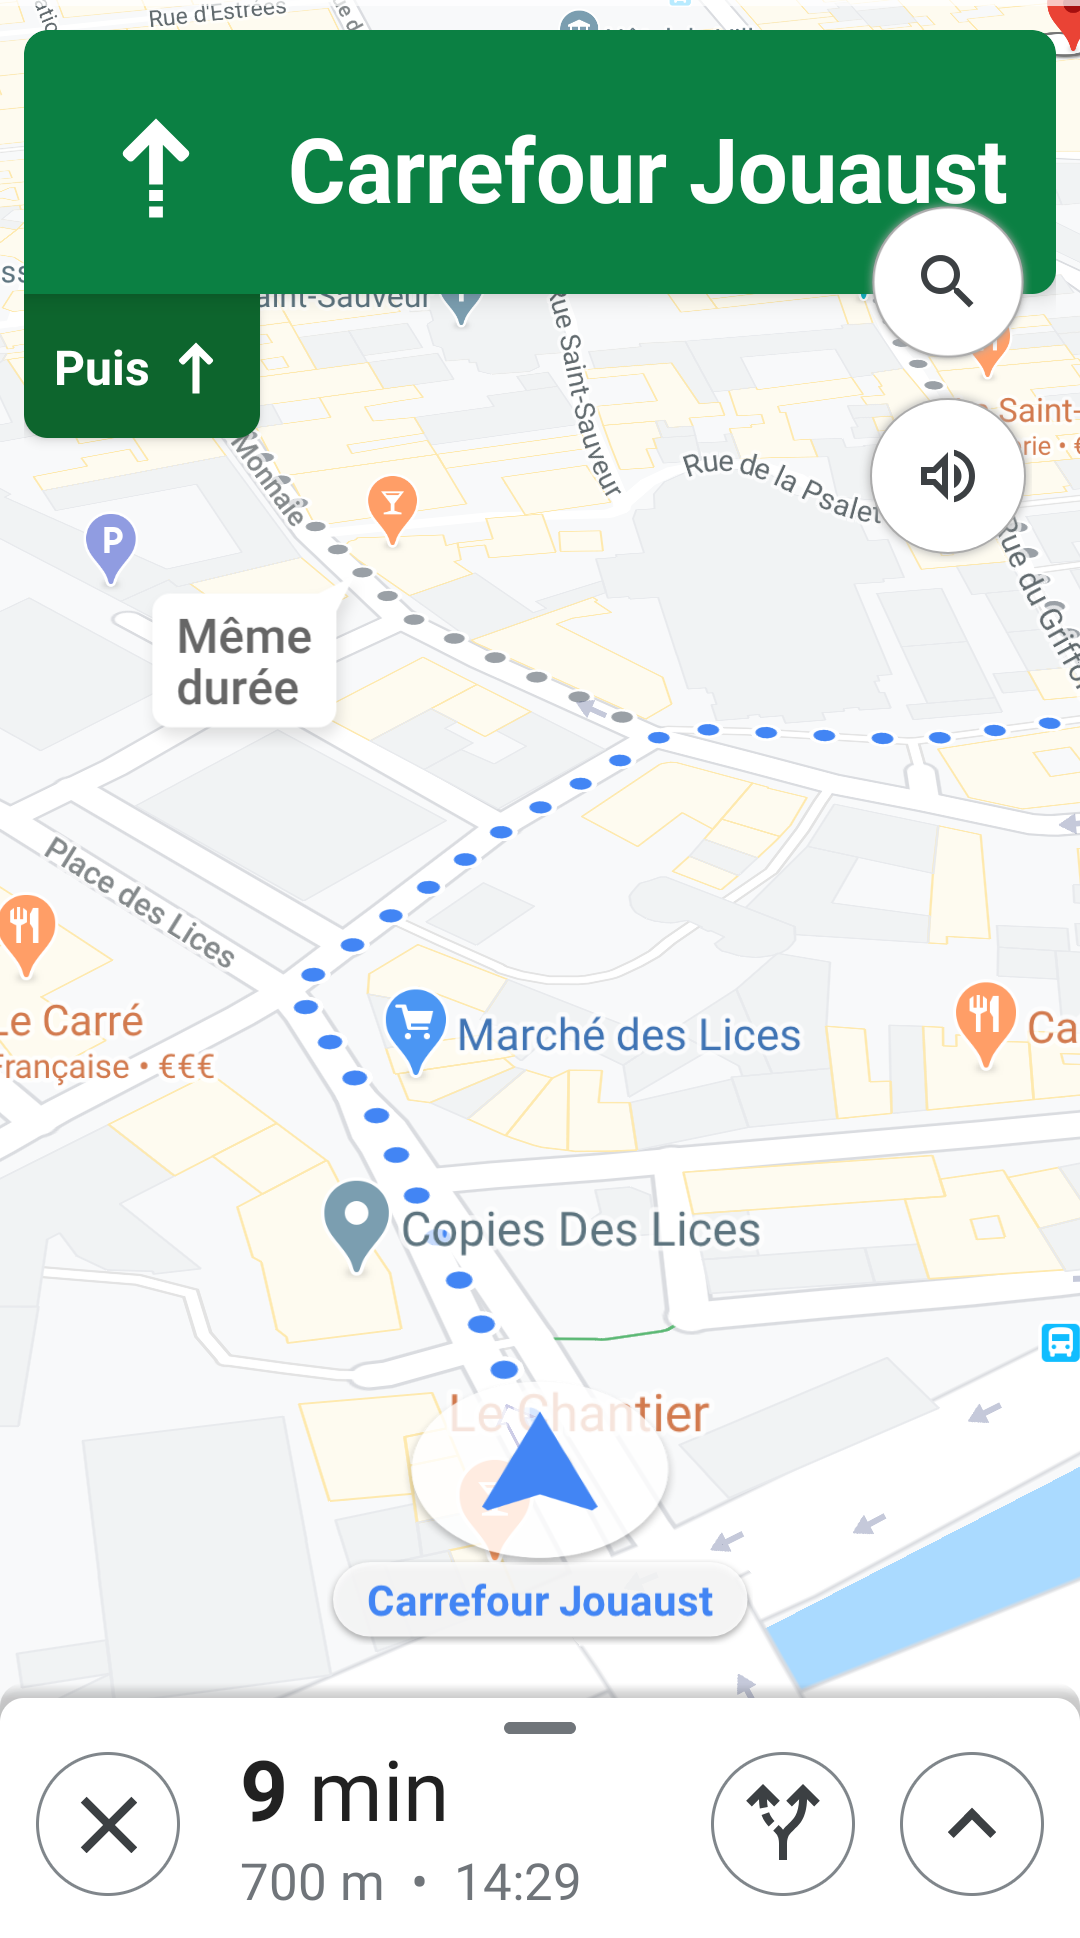 Rue d'Estrées
Carrefour Jouaust
aint-Sauveur
Puis
Rue Saint-Sauveur
Saint-
rie • €
Monnaie
Rue de la Psalet
P
Rue du Griffon
Même
durée
Place des Lices
Le Carré
Française • €€€
Marché des Lices
Ca
Copies Des Lices
Le Chantier
Carrefour Jouaust
9 min
700 m • 14:29